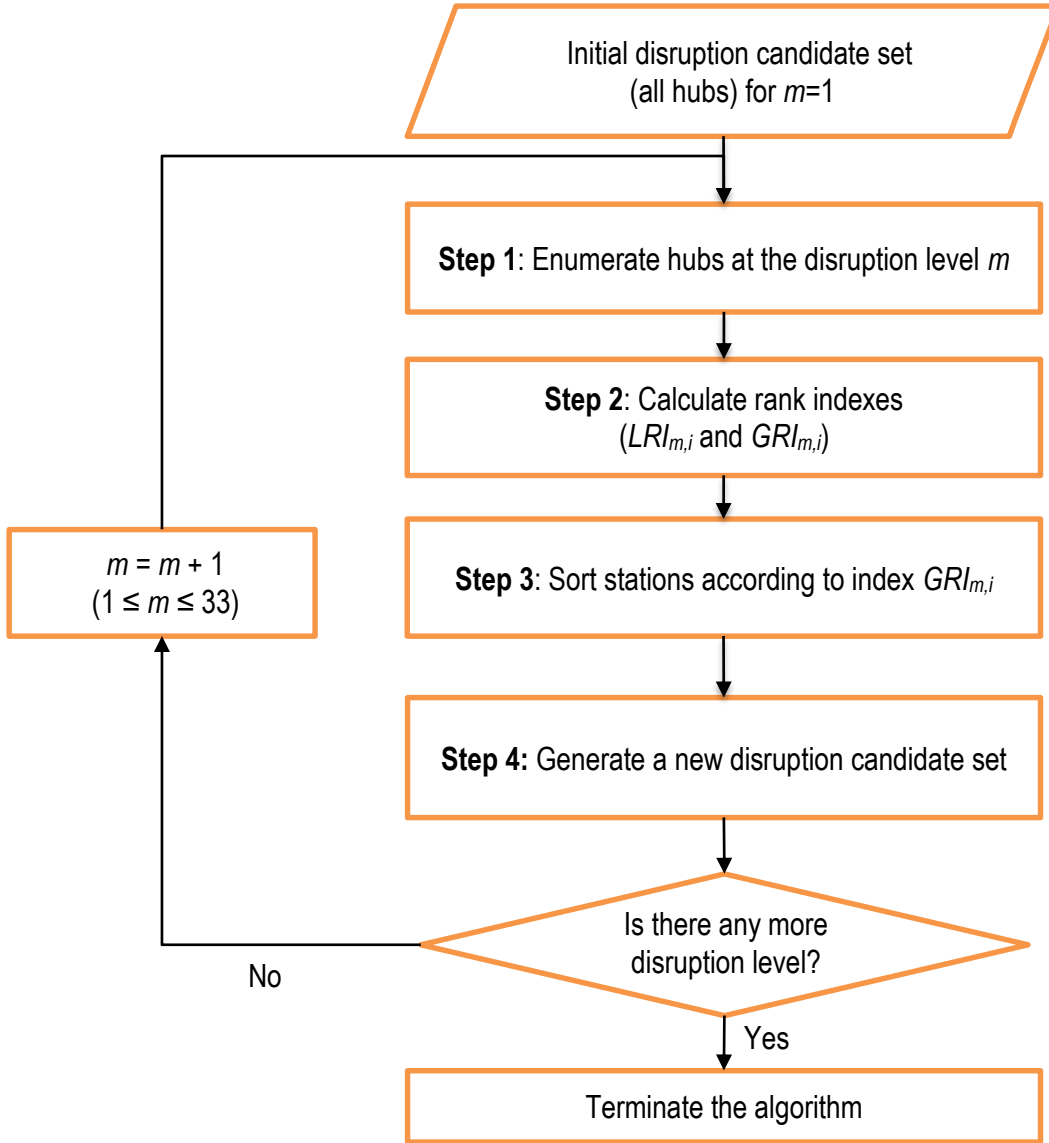 Initial disruption candidate set
(all hubs) for m=1
Step 1: Enumerate hubs at the disruption level m
Step 2: Calculate rank indexes
(LRIm,i and GRIm,i)
m = m + 1
(1 ≤ m ≤ 33)
Step 3: Sort stations according to index GRIm,i
Step 4: Generate a new disruption candidate set
Is there any more
disruption level?
No
Yes
Terminate the algorithm